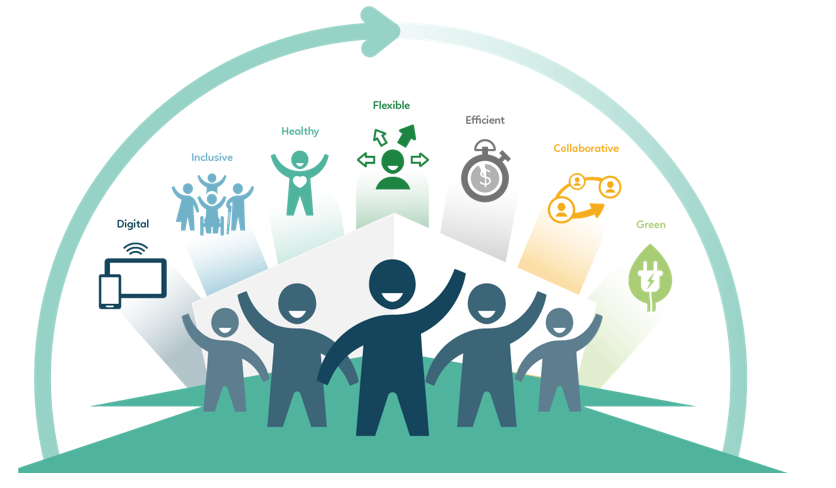 Digital
Inclusive
Healthy
Flexible
Efficient
$
Collaborative
Green